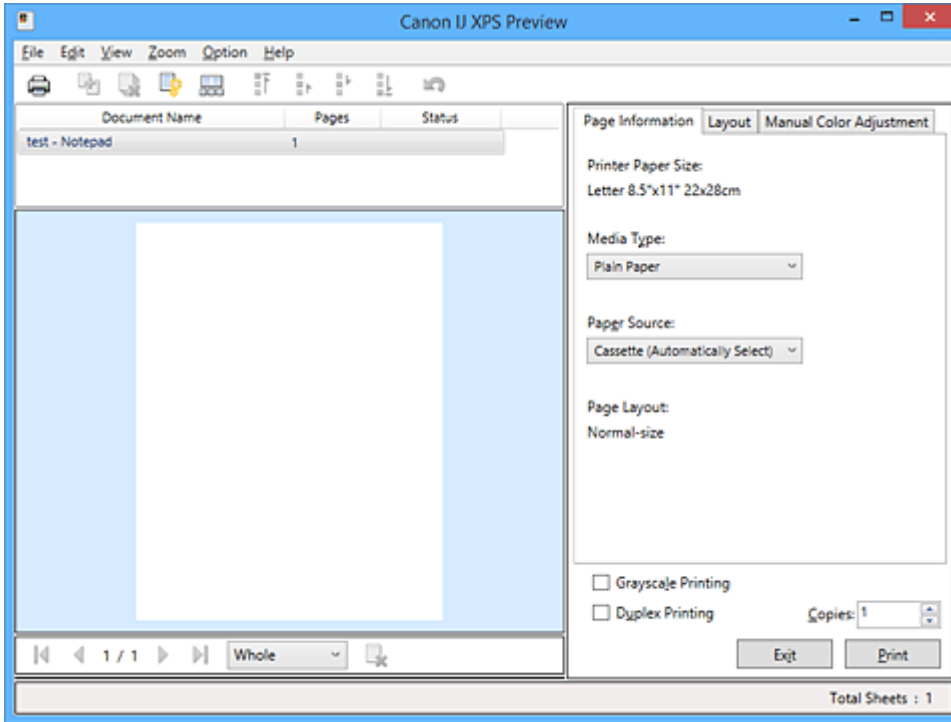 Canon IJ XPS Preview
File Edit View Zoom Option Help
Document Name Pages Status
test - Notepad 1
Page Information Layout Manual Color Adjustment
Printer Paper Size:
Letter 8.5"x11" 22x28cm
Media Type:
Plain Paper
Paper Source:
Cassette (Automatically Select)
Page Layout:
Normal-size
Grayscale Printing
Duplex Printing
Copies: 1
1 / 1
Whole
Exit Print
Total Sheets : 1